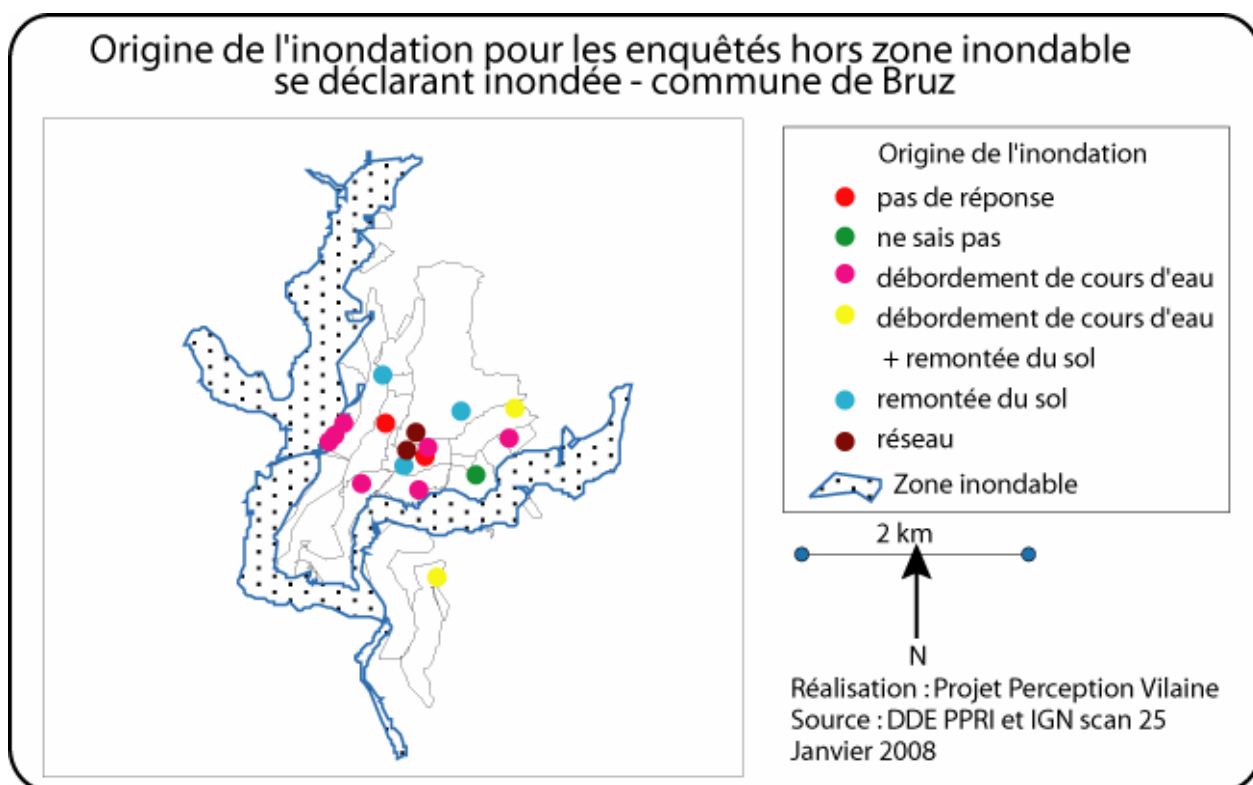 Origine de l'inondation pour les enquêtés hors zone inondable
se déclarant inondée - commune de Bruz
Origine de l'inondation
pas de réponse
ne sais pas
débordement de cours d'eau
débordement de cours d'eau
+ remontée du sol
remontée du sol
réseau
Zone inondable
2 km
N
Réalisation : Projet Perception Vilaine
Source : DDE PPRI et IGN scan 25
Janvier 2008